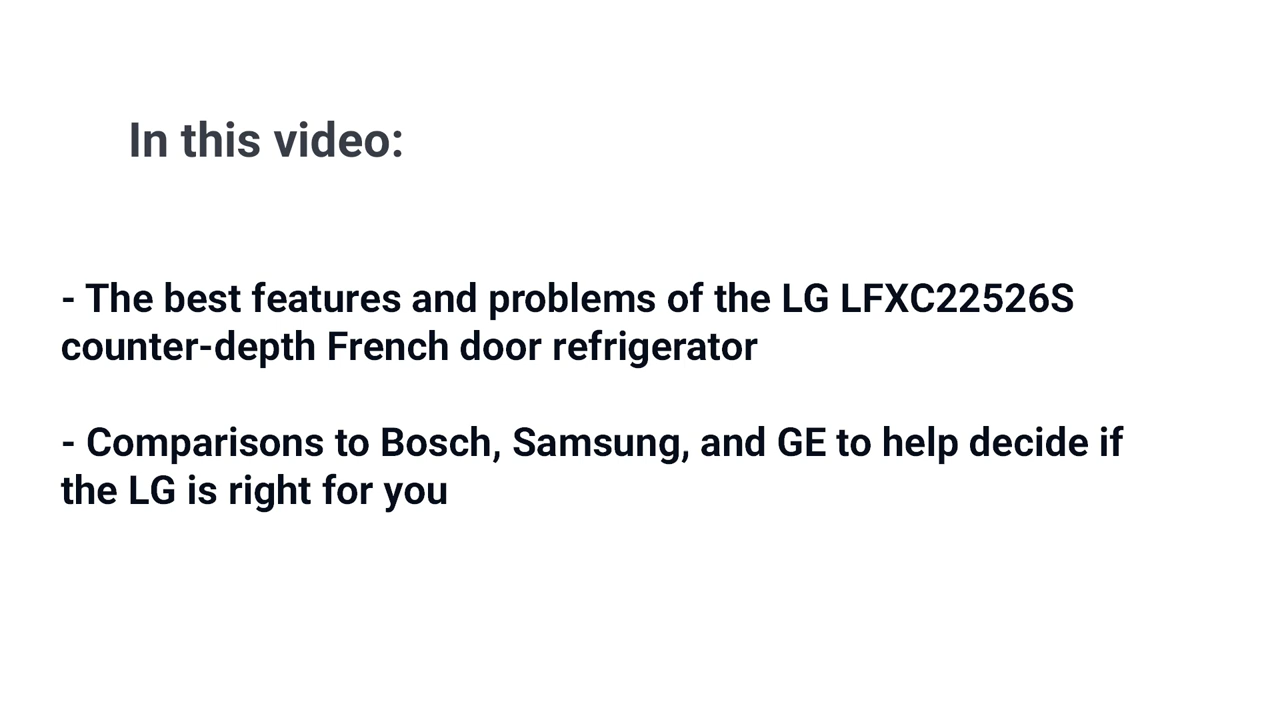 In this video:
- The best features and problems of the LG LFXC22526S
counter-depth French door refrigerator
- Comparisons to Bosch, Samsung, and GE to help decide if
the LG is right for you